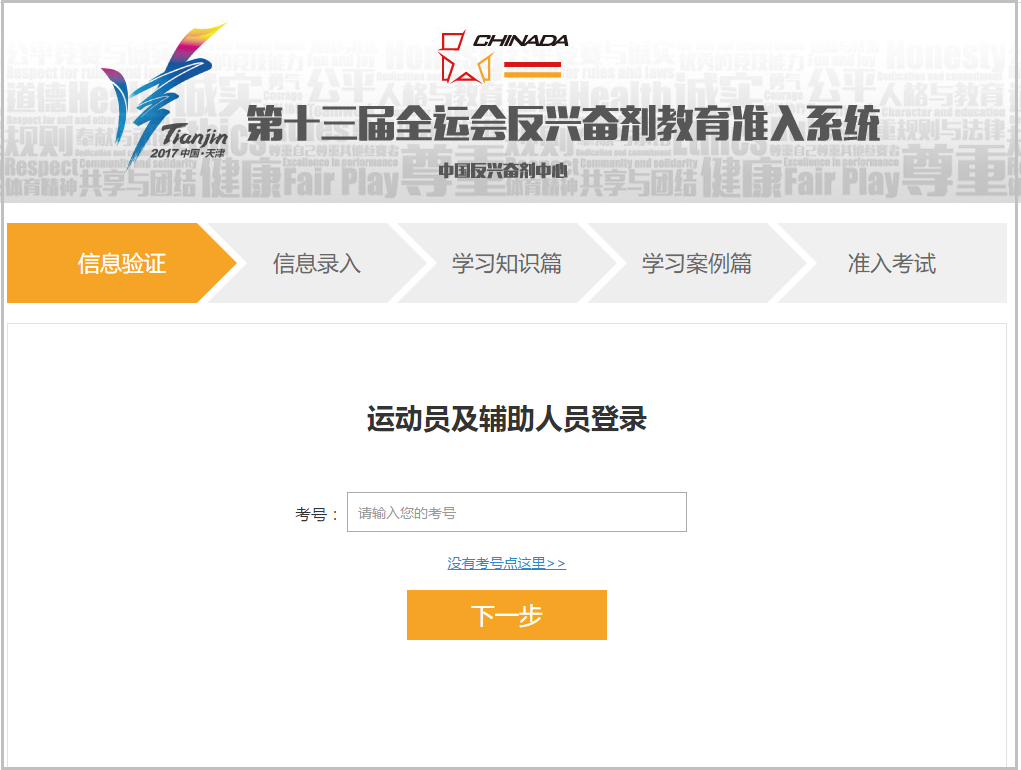 CHINADA
第十三届全运会反兴奋剂教育准入系统
Tianjin
2017 中国·天津
中国反兴奋剂中心
信息验证
信息录入
学习知识篇
学习案例篇
准入考试
运动员及辅助人员登录
考号：
请输入您的考号
没有考号点这里>>
下一步